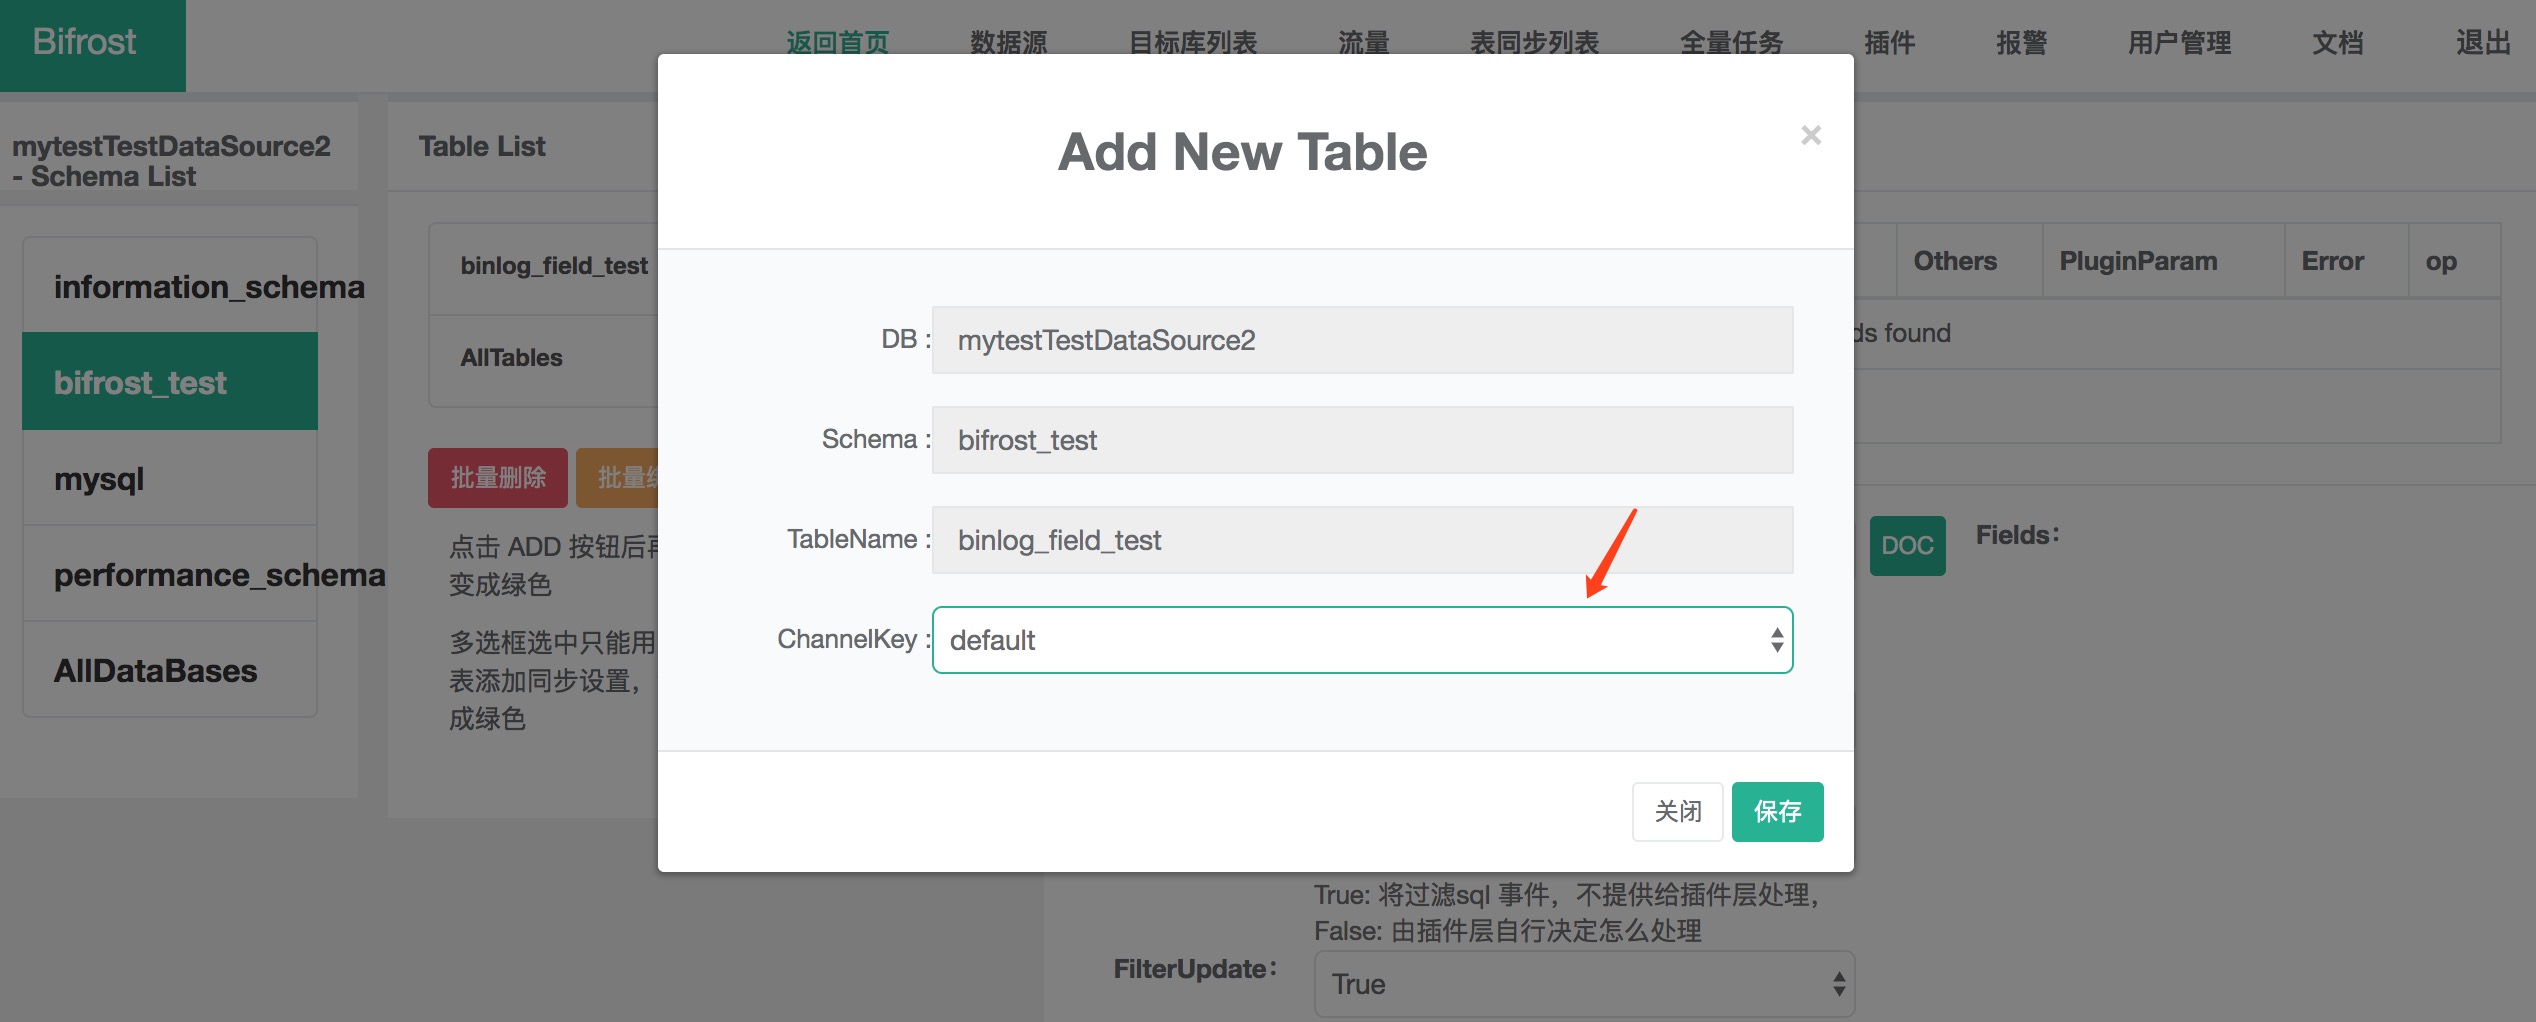 Bifrost
返回首页
数据源
目标库列表
流量
表同步列表
全量任务
插件
报警
用户管理
文档
退出
mytestTestDataSource2
- Schema List
information_schema
bifrost_test
mysql
performance_schema
AllDataBases
Table List
binlog_field_test
AllTables
批量删除
批量
点击 ADD 按钮后再
变成绿色
多选框选中只能用
表添加同步设置，
成绿色
Add New Table
×
DB :
mytestTestDataSource2
Schema :
bifrost_test
TableName :
binlog_field_test
ChannelKey :
default
关闭
保存
Others
PluginParam
Error
op
ds found
DOC
Fields：
True: 将过滤sql 事件，不提供给插件层处理，
False: 由插件层自行决定怎么处理
FilterUpdate：
True